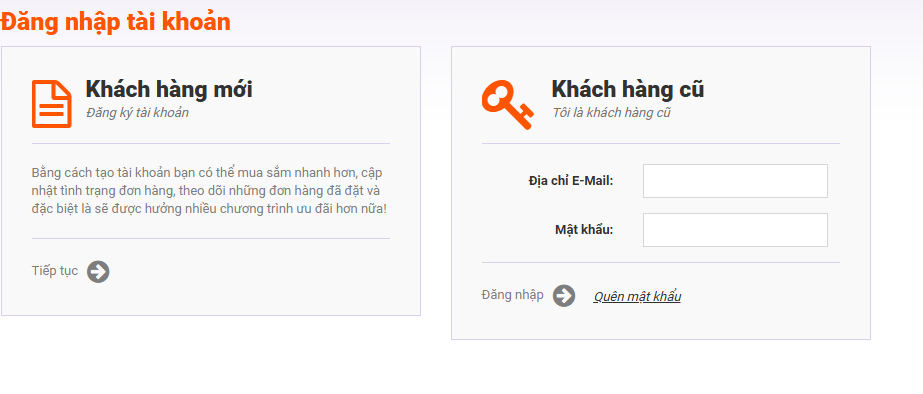 Đăng nhập tài khoản
Khách hàng mới
Đăng ký tài khoản
Bằng cách tạo tài khoản bạn có thể mua sắm nhanh hơn, cập
nhật tình trạng đơn hàng, theo dõi những đơn hàng đã đặt và
đặc biệt là sẽ được hưởng nhiều chương trình ưu đãi hơn nữa!
Tiếp tục
Khách hàng cũ
Tôi là khách hàng cũ
Địa chỉ E-Mail:
Mật khẩu:
Đăng nhập
Quên mật khẩu